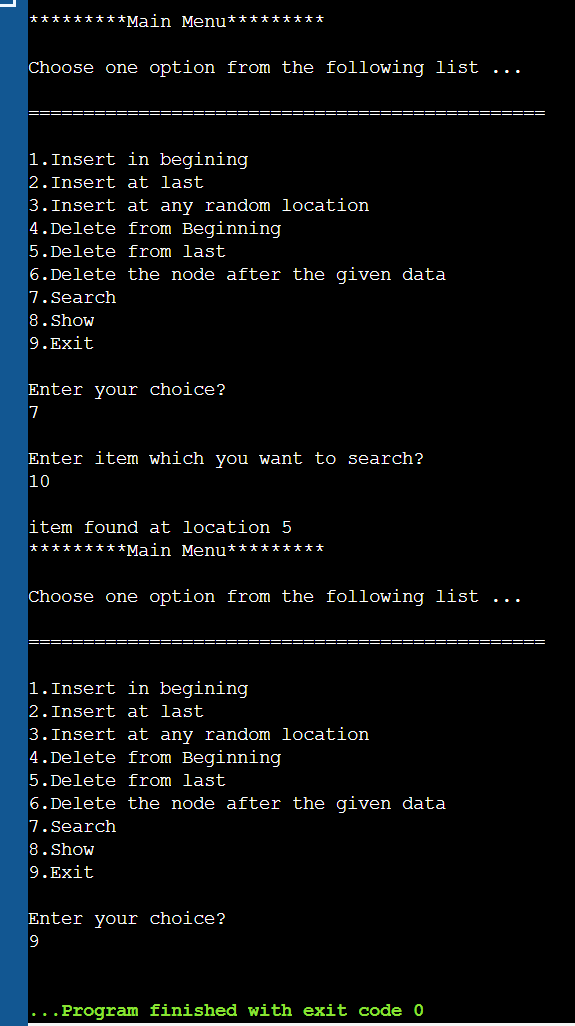 *********Main Menu*********
Choose one option from the following list ...
===============================================
1.Insert in begining
2.Insert at last
3.Insert at any random location
4.Delete from Beginning
5.Delete from last
6.Delete the node after the given data
7.Search
8.Show
9.Exit
Enter your choice?
7
Enter item which you want to search?
10
item found at location 5
*********Main Menu*********
Choose one option from the following list ...
===============================================
1.Insert in begining
2.Insert at last
3.Insert at any random location
4.Delete from Beginning
5.Delete from last
6.Delete the node after the given data
7.Search
8.Show
9.Exit
Enter your choice?
9
...Program finished with exit code 0